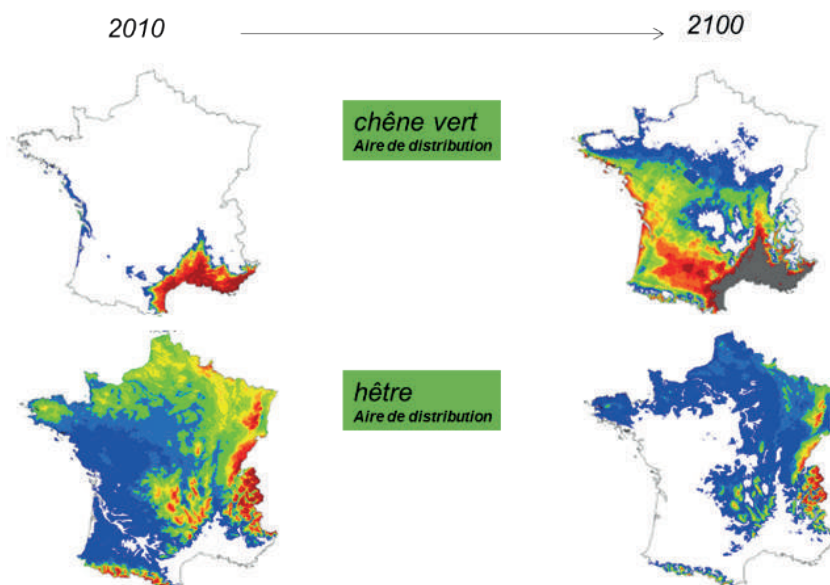 2010
2100
chêne vert
Aire de distribution
hêtre
Aire de distribution